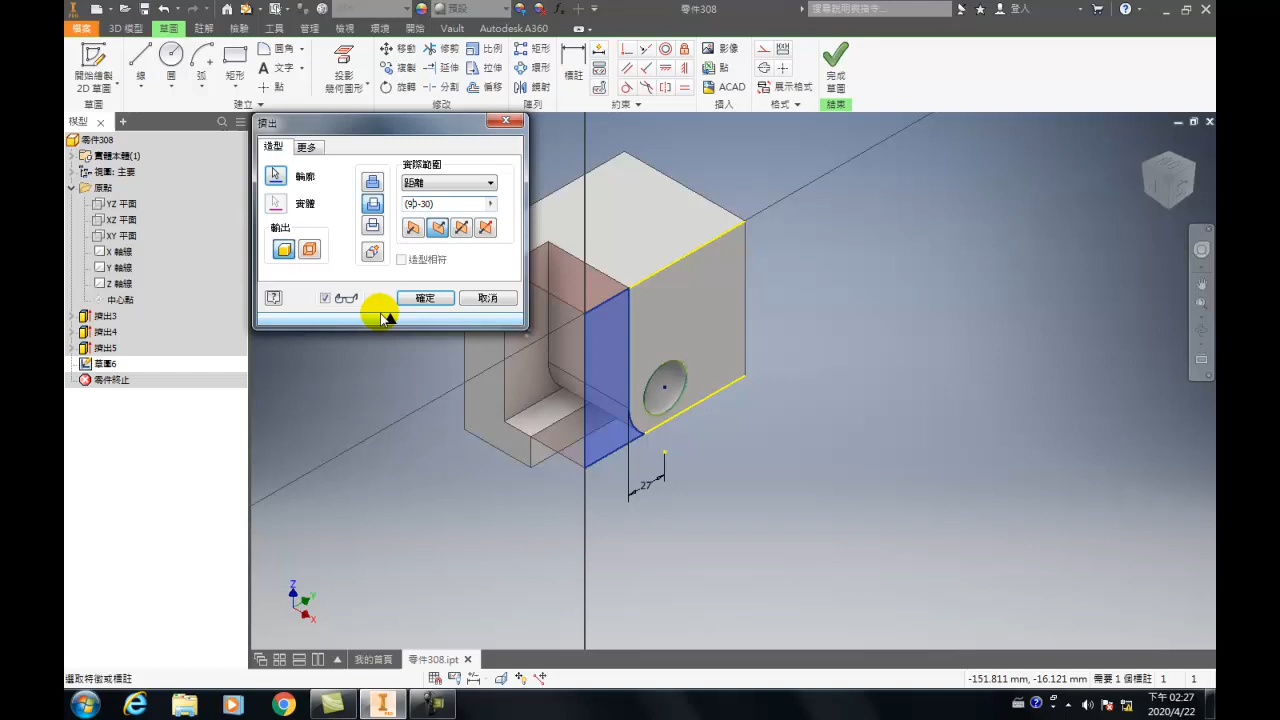 預設
零件308
搜尋說明與指令...
登入
檔案
3D 模型
草圖
註解
檢驗
工具
管理
檢視
環境
開始
Vault
Autodesk A360
開始繪製
2D 草圖
線
圓
弧
矩形
圓角
文字
點
投影
幾何圖形
移動
修剪
比例
複製
延伸
拉伸
旋轉
分割
偏移
矩形
環形
鏡射
標註
影像
點
ACAD
展示格式
完成
草圖
草圖
建立
修改
陣列
約束
插入
格式
結束
模型
零件308
實體本體(1)
視圖: 主要
原點
YZ 平面
XZ 平面
XY 平面
X 軸線
Y 軸線
Z 軸線
中心點
擠出3
擠出4
擠出5
草圖6
零件終止
擠出
造型
更多
輪廓
實體
輸出
實際範圍
距離
(90-30)
造型相符
確定
取消
27
Z
Y
X
我的首頁
零件308.ipt
選取特徵或標註
-151.811 mm, -16.121 mm
需要 1 個標註
下午 02:27
2020/4/22